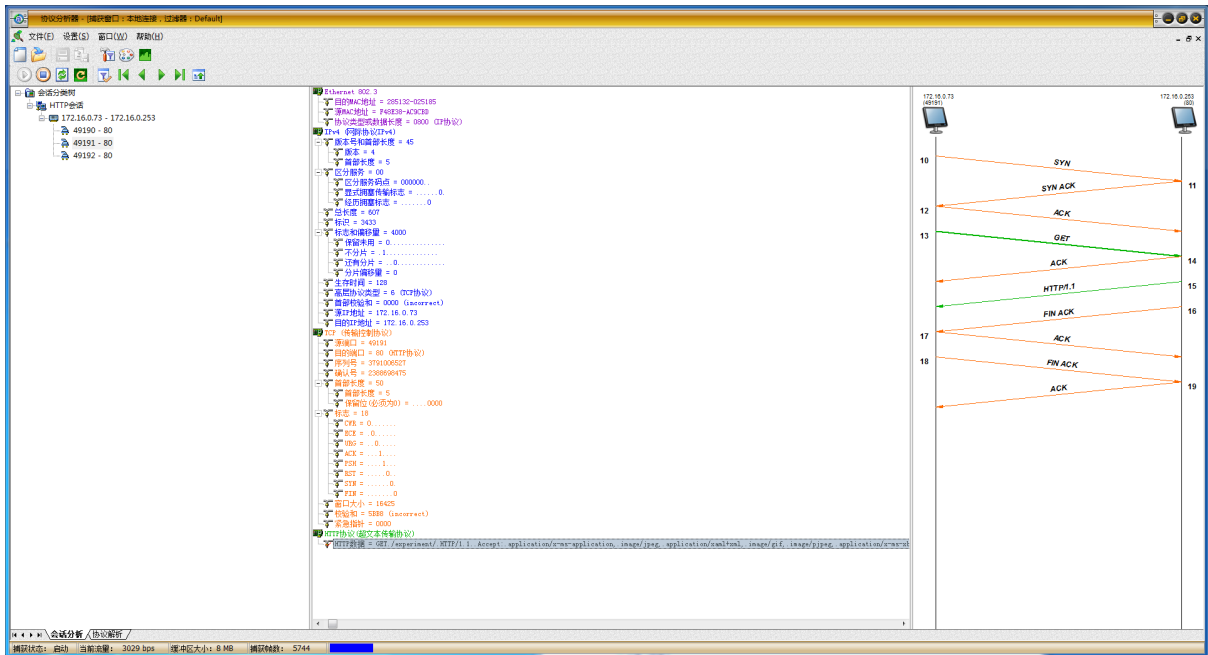 协议分析器 - [捕获窗口：本地连接，过滤器：Default]
文件(F) 设置(S) 窗口(W) 帮助(H)
会话分类树
HTTP会话
172.16.0.73 - 172.16.0.253
49190 - 80
49191 - 80
49192 - 80
Ethernet 802.3
目的MAC地址 = 285132-025185
源MAC地址 = F48E38-AC9CE0
协议类型或数据长度 = 0800 (IP协议)
IPv4 (网际协议IPv4)
版本号和首部长度 = 45
版本 = 4
首部长度 = 5
区分服务 = 00
区分服务码点 = 000000..
显式拥塞传输标志 = ......0.
经历拥塞标志 = .......0
总长度 = 607
标识 = 3433
标志和偏移量 = 4000
保留未用 = 0...............
不分片 = .1..............
还有分片 = ..0.............
分片偏移量 = 0
生存时间 = 128
高层协议类型 = 6 (TCP协议)
首部校验和 = 0000 (incorrect)
源IP地址 = 172.16.0.73
目的IP地址 = 172.16.0.253
TCP (传输控制协议)
源端口 = 49191
目的端口 = 80 (HTTP协议)
序列号 = 3791006527
确认号 = 2388698475
首部长度 = 50
首部长度 = 5
保留位(必须为0) = ....0000
标志 = 18
CWR = 0.......
ECE = .0......
URG = ..0.....
ACK = ...1....
PSH = ....1...
RST = .....0..
SYN = ......0.
FIN = .......0
窗口大小 = 16425
校验和 = 5BB8 (incorrect)
紧急指针 = 0000
HTTP协议(超文本传输协议)
HTTP数据 = GET./experiment/.HTTP/1.1..Accept:.application/x-ms-application,.image/jpeg,.application/xaml+xml,.image/gif,.image/pjpeg,.application/x-ms-xb
172.16.0.73
(49191)
172.16.0.253
(80)
10 SYN
SYN ACK 11
12 ACK
13 GET
ACK 14
HTTP/1.1 15
FIN ACK 16
17 ACK
18 FIN ACK
ACK 19
会话分析 协议解析
捕获状态： 启动 当前流量： 3029 bps 缓冲区大小：8 MB 捕获帧数： 5744